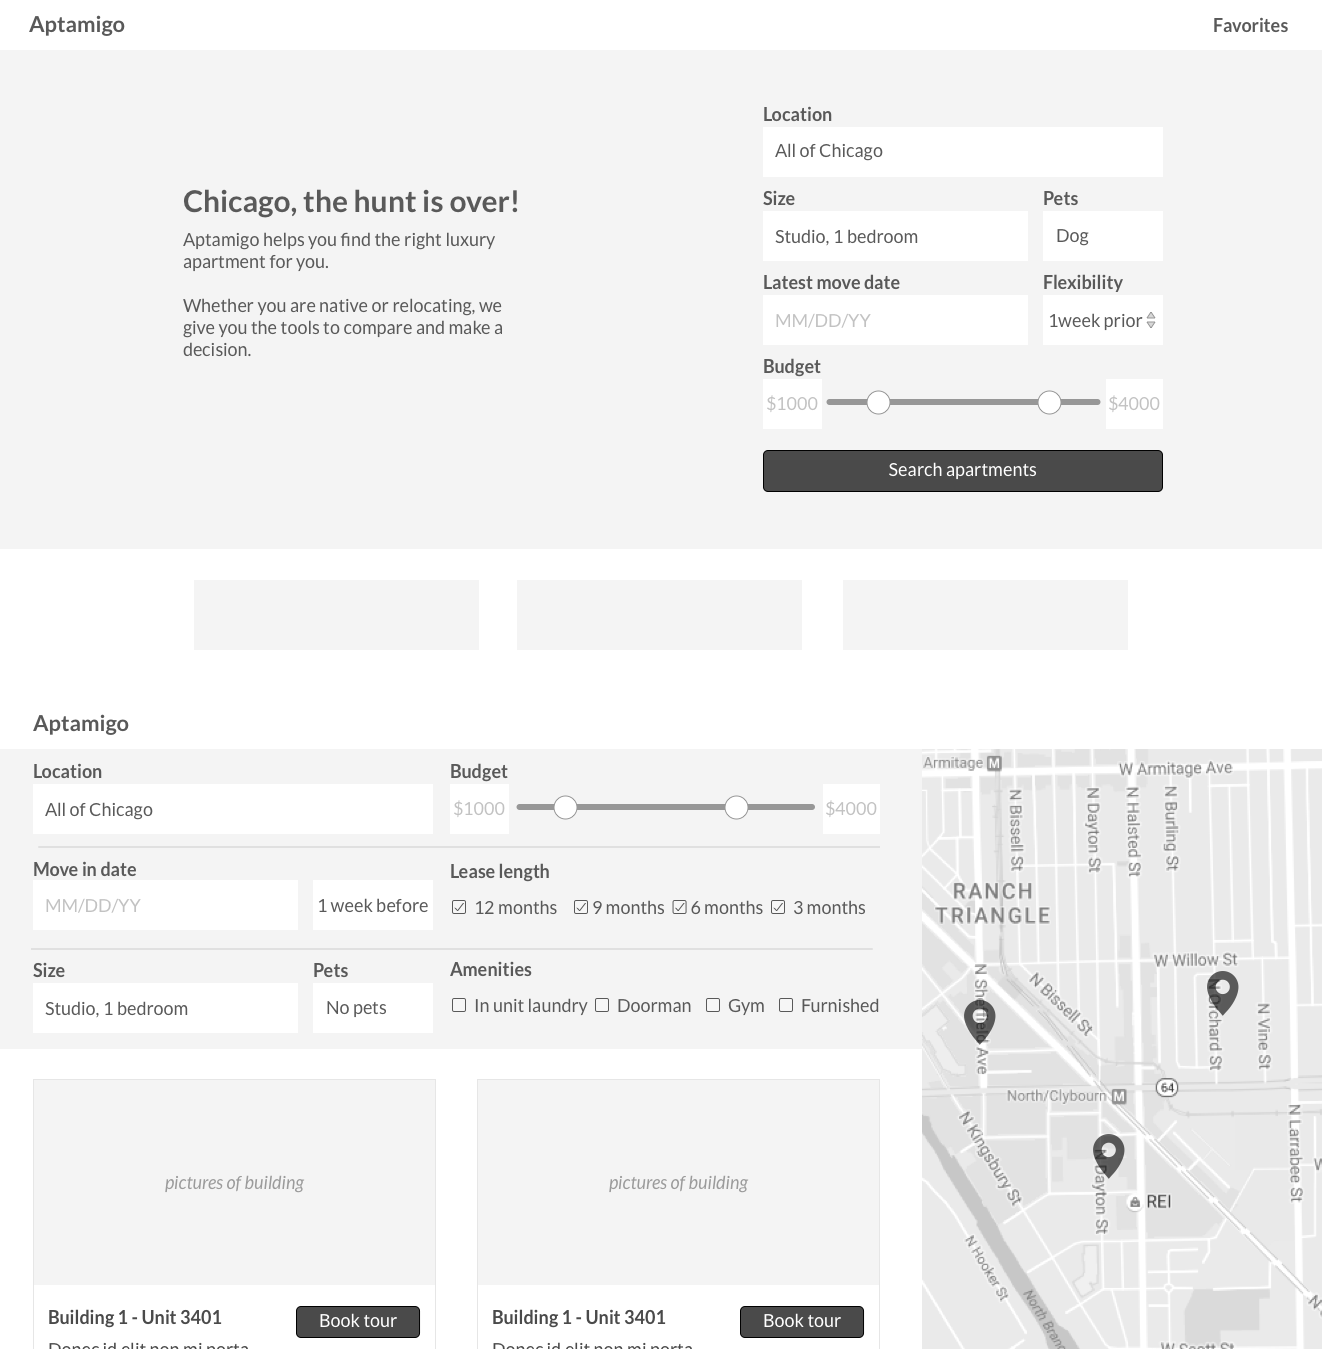 Aptamigo
Favorites
Chicago, the hunt is over!
Aptamigo helps you find the right luxury
apartment for you.
Whether you are native or relocating, we
give you the tools to compare and make a
decision.
Location
All of Chicago
Size
Pets
Studio, 1 bedroom
Dog
Latest move date
Flexibility
MM/DD/YY
1week prior
Budget
$1000
$4000
Search apartments
Aptamigo
Location
All of Chicago
Budget
$1000
$4000
Move in date
MM/DD/YY
1 week before
Lease length
12 months
9 months
6 months
3 months
Size
Studio, 1 bedroom
Pets
No pets
Amenities
In unit laundry
Doorman
Gym
Furnished
pictures of building
Building 1 - Unit 3401
Book tour
Donec id elit non mi porta
pictures of building
Building 1 - Unit 3401
Book tour
Donec id elit non mi porta
Armitage M
W Armitage Ave
N Bissell St
N Dayton St
N Halsted St
N Burling St
RANCH
TRIANGLE
W Willow St
N Sheffield Ave
N Bissell St
N Orchard St
N Vine St
North/Clybourn M
64
N Kingsbury St
N Larrabee St
N Dayton St
REI
N Hooker St
North Bran
W Scott St